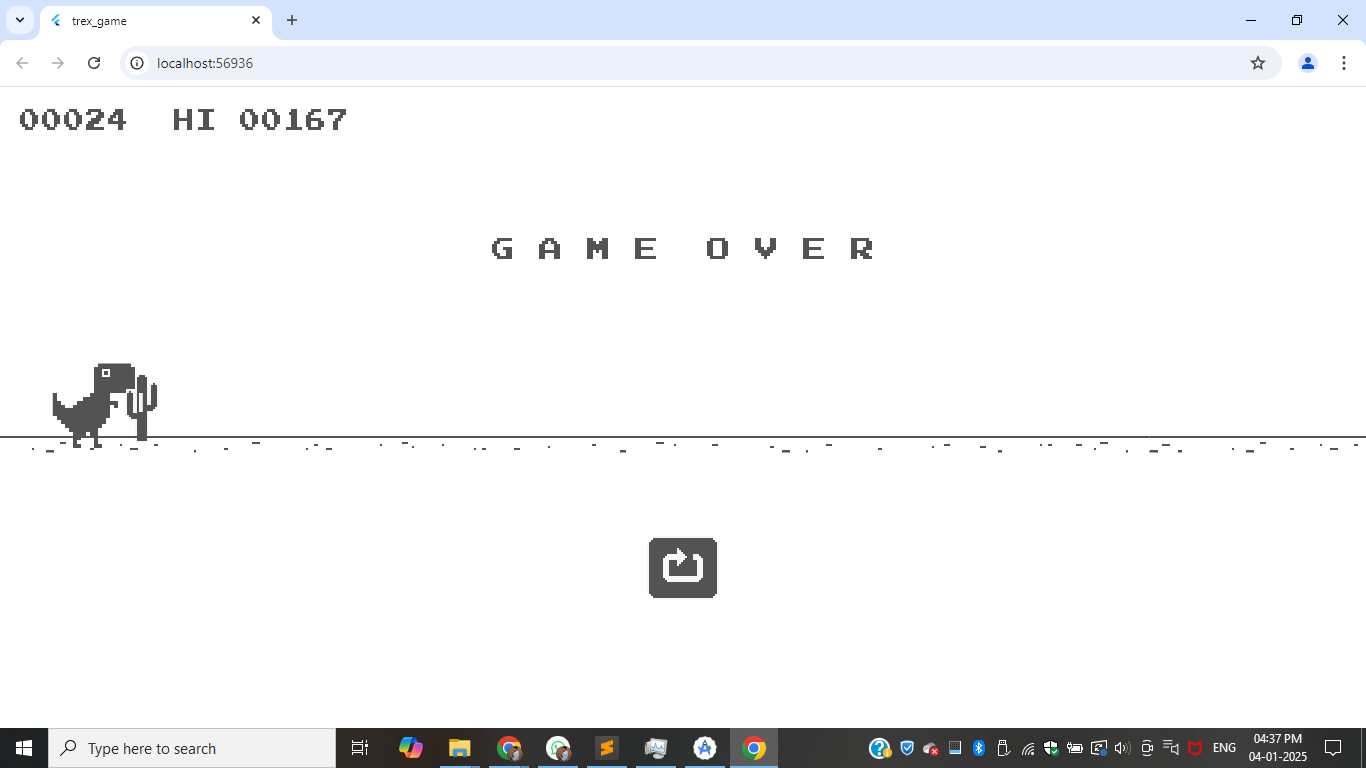 trex_game
localhost:56936
00024 HI 00167
GAME OVER
Type here to search
ENG
04:37 PM
04-01-2025